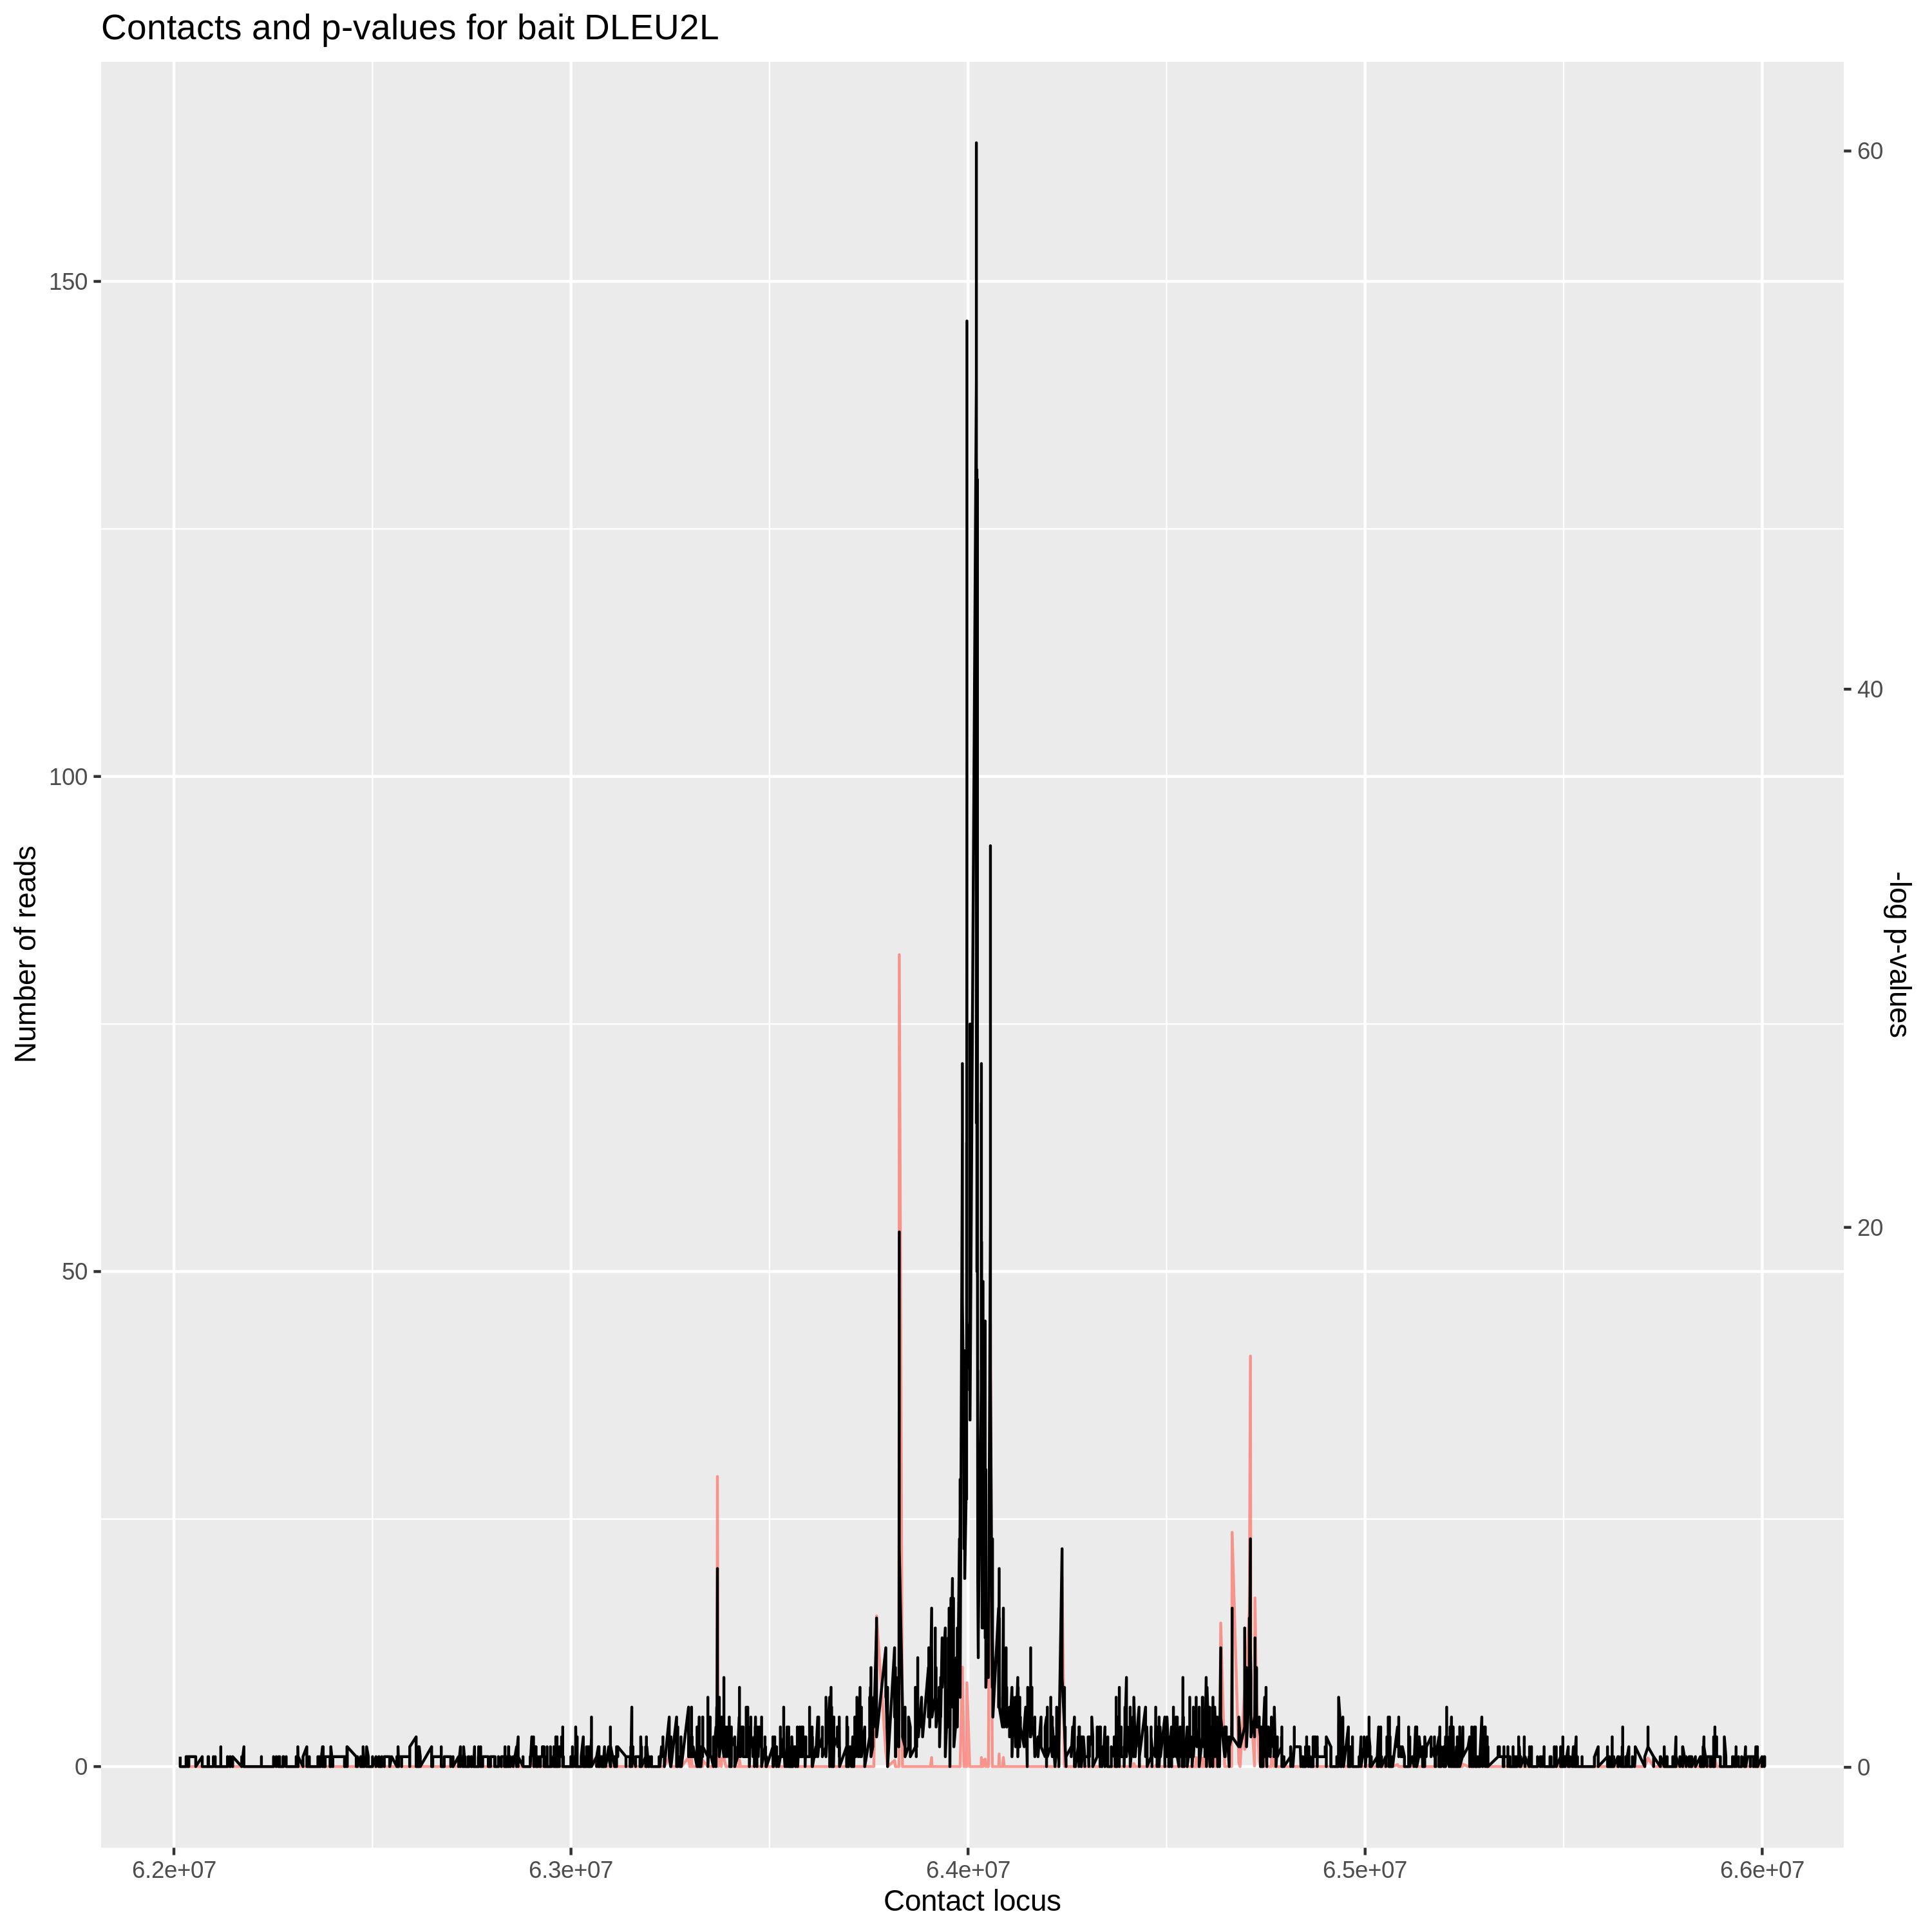 Contacts and p-values for bait DLEU2L
60
150
40
100
Number of reads
-log p-values
20
50
0
0
6.2e+07
6.3e+07
6.4e+07
6.5e+07
6.6e+07
Contact locus